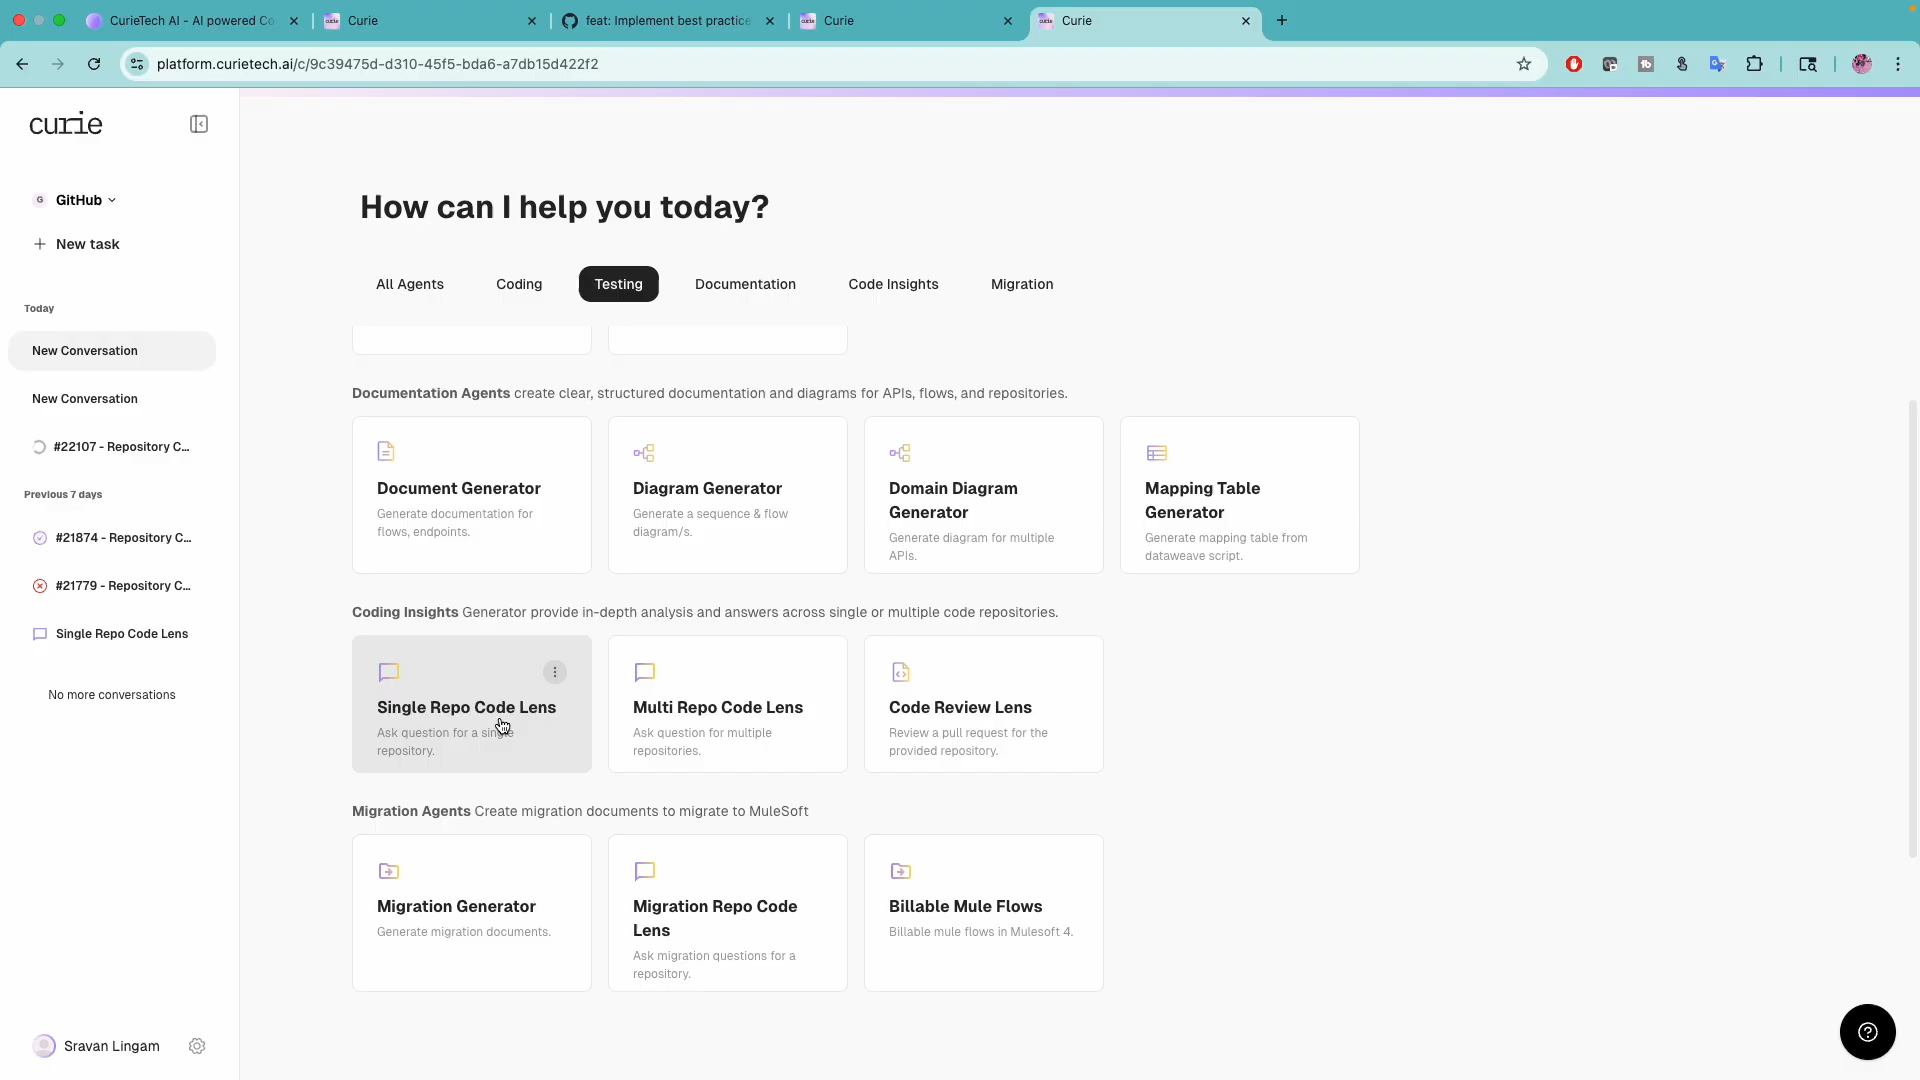 CurieTech AI - AI powered Co
Curie
feat: Implement best practice
Curie
Curie
platform.curietech.ai/c/9c39475d-d310-45f5-bda6-a7db15d422f2
curie
G GitHub
New task
Today
New Conversation
New Conversation
#22107 - Repository C...
Previous 7 days
#21874 - Repository C...
#21779 - Repository C...
Single Repo Code Lens
No more conversations
Sravan Lingam
How can I help you today?
All Agents
Coding
Testing
Documentation
Code Insights
Migration
Documentation Agents create clear, structured documentation and diagrams for APIs, flows, and repositories.
Document Generator
Generate documentation for
flows, endpoints.
Diagram Generator
Generate a sequence & flow
diagram/s.
Domain Diagram
Generator
Generate diagram for multiple
APIs.
Mapping Table
Generator
Generate mapping table from
dataweave script.
Coding Insights Generator provide in-depth analysis and answers across single or multiple code repositories.
Single Repo Code Lens
Ask question for a single
repository.
Multi Repo Code Lens
Ask question for multiple
repositories.
Code Review Lens
Review a pull request for the
provided repository.
Migration Agents Create migration documents to migrate to MuleSoft
Migration Generator
Generate migration documents.
Migration Repo Code
Lens
Ask migration questions for a
repository.
Billable Mule Flows
Billable mule flows in Mulesoft 4.